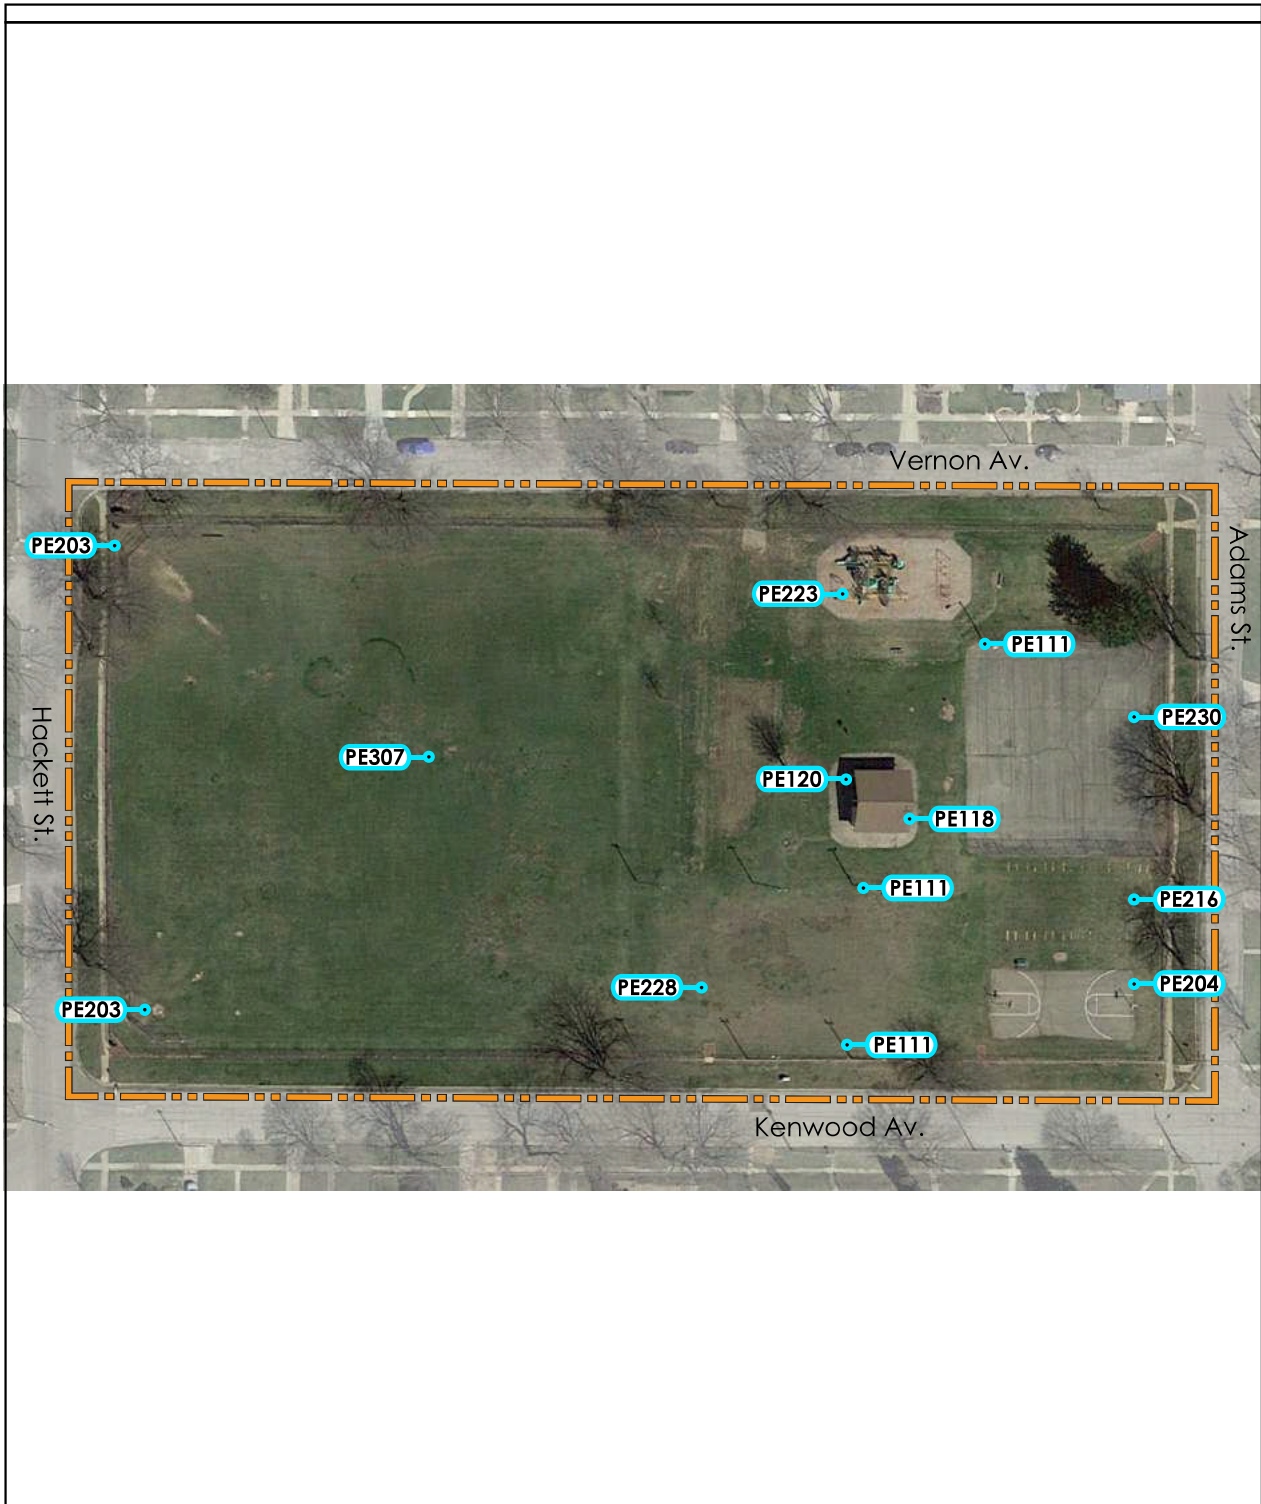 Vernon Av.
PE203
Adams St.
PE223
PE111
Hackett St.
PE230
PE307
PE120
PE118
PE111
PE216
PE228
PE204
PE203
PE111
Kenwood Av.